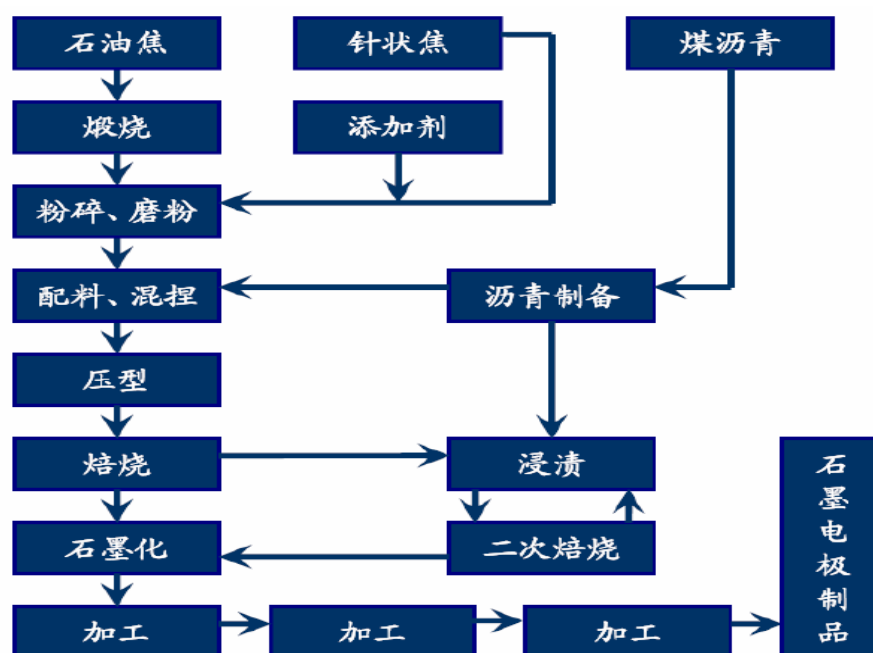 石油焦
针状焦
煤沥青
煅烧
添加剂
粉碎、磨粉
配料、混捏
沥青制备
压型
焙烧
浸渍
石墨化
二次焙烧
加工
加工
加工
石墨电极制品